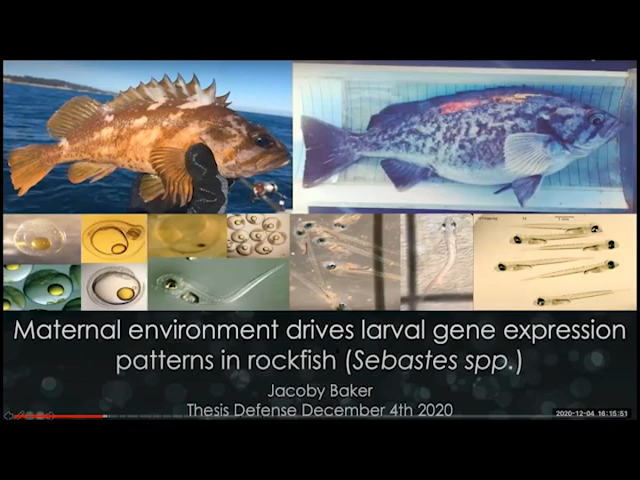 Maternal environment drives larval gene expression
patterns in rockfish (Sebastes spp.)
Jacoby Baker
Thesis Defense December 4th 2020
2020-12-04 16:15:51